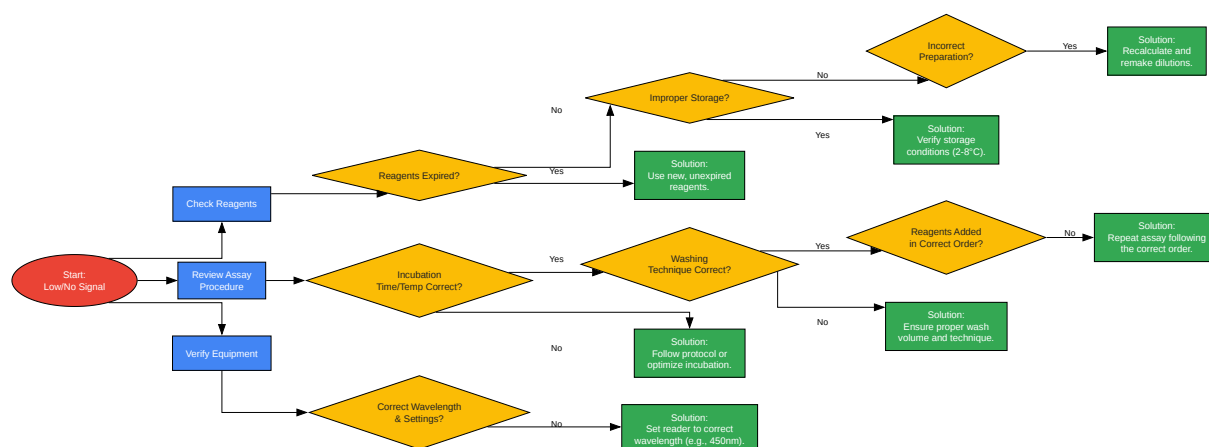 Incorrect
Preparation?
Yes
Solution:
Recalculate and
remake dilutions.
No
Improper Storage?
No
Yes
Solution:
Verify storage
conditions (2-8°C).
Reagents Expired?
Yes
Solution:
Use new, unexpired
reagents.
Check Reagents
Start:
Low/No Signal
Review Assay
Procedure
Incubation
Time/Temp Correct?
Yes
Washing
Technique Correct?
Yes
Reagents Added
in Correct Order?
No
Solution:
Repeat assay following
the correct order.
No
Solution:
Ensure proper wash
volume and technique.
No
Solution:
Follow protocol or
optimize incubation.
Verify Equipment
Correct Wavelength
& Settings?
No
Solution:
Set reader to correct
wavelength (e.g., 450nm).